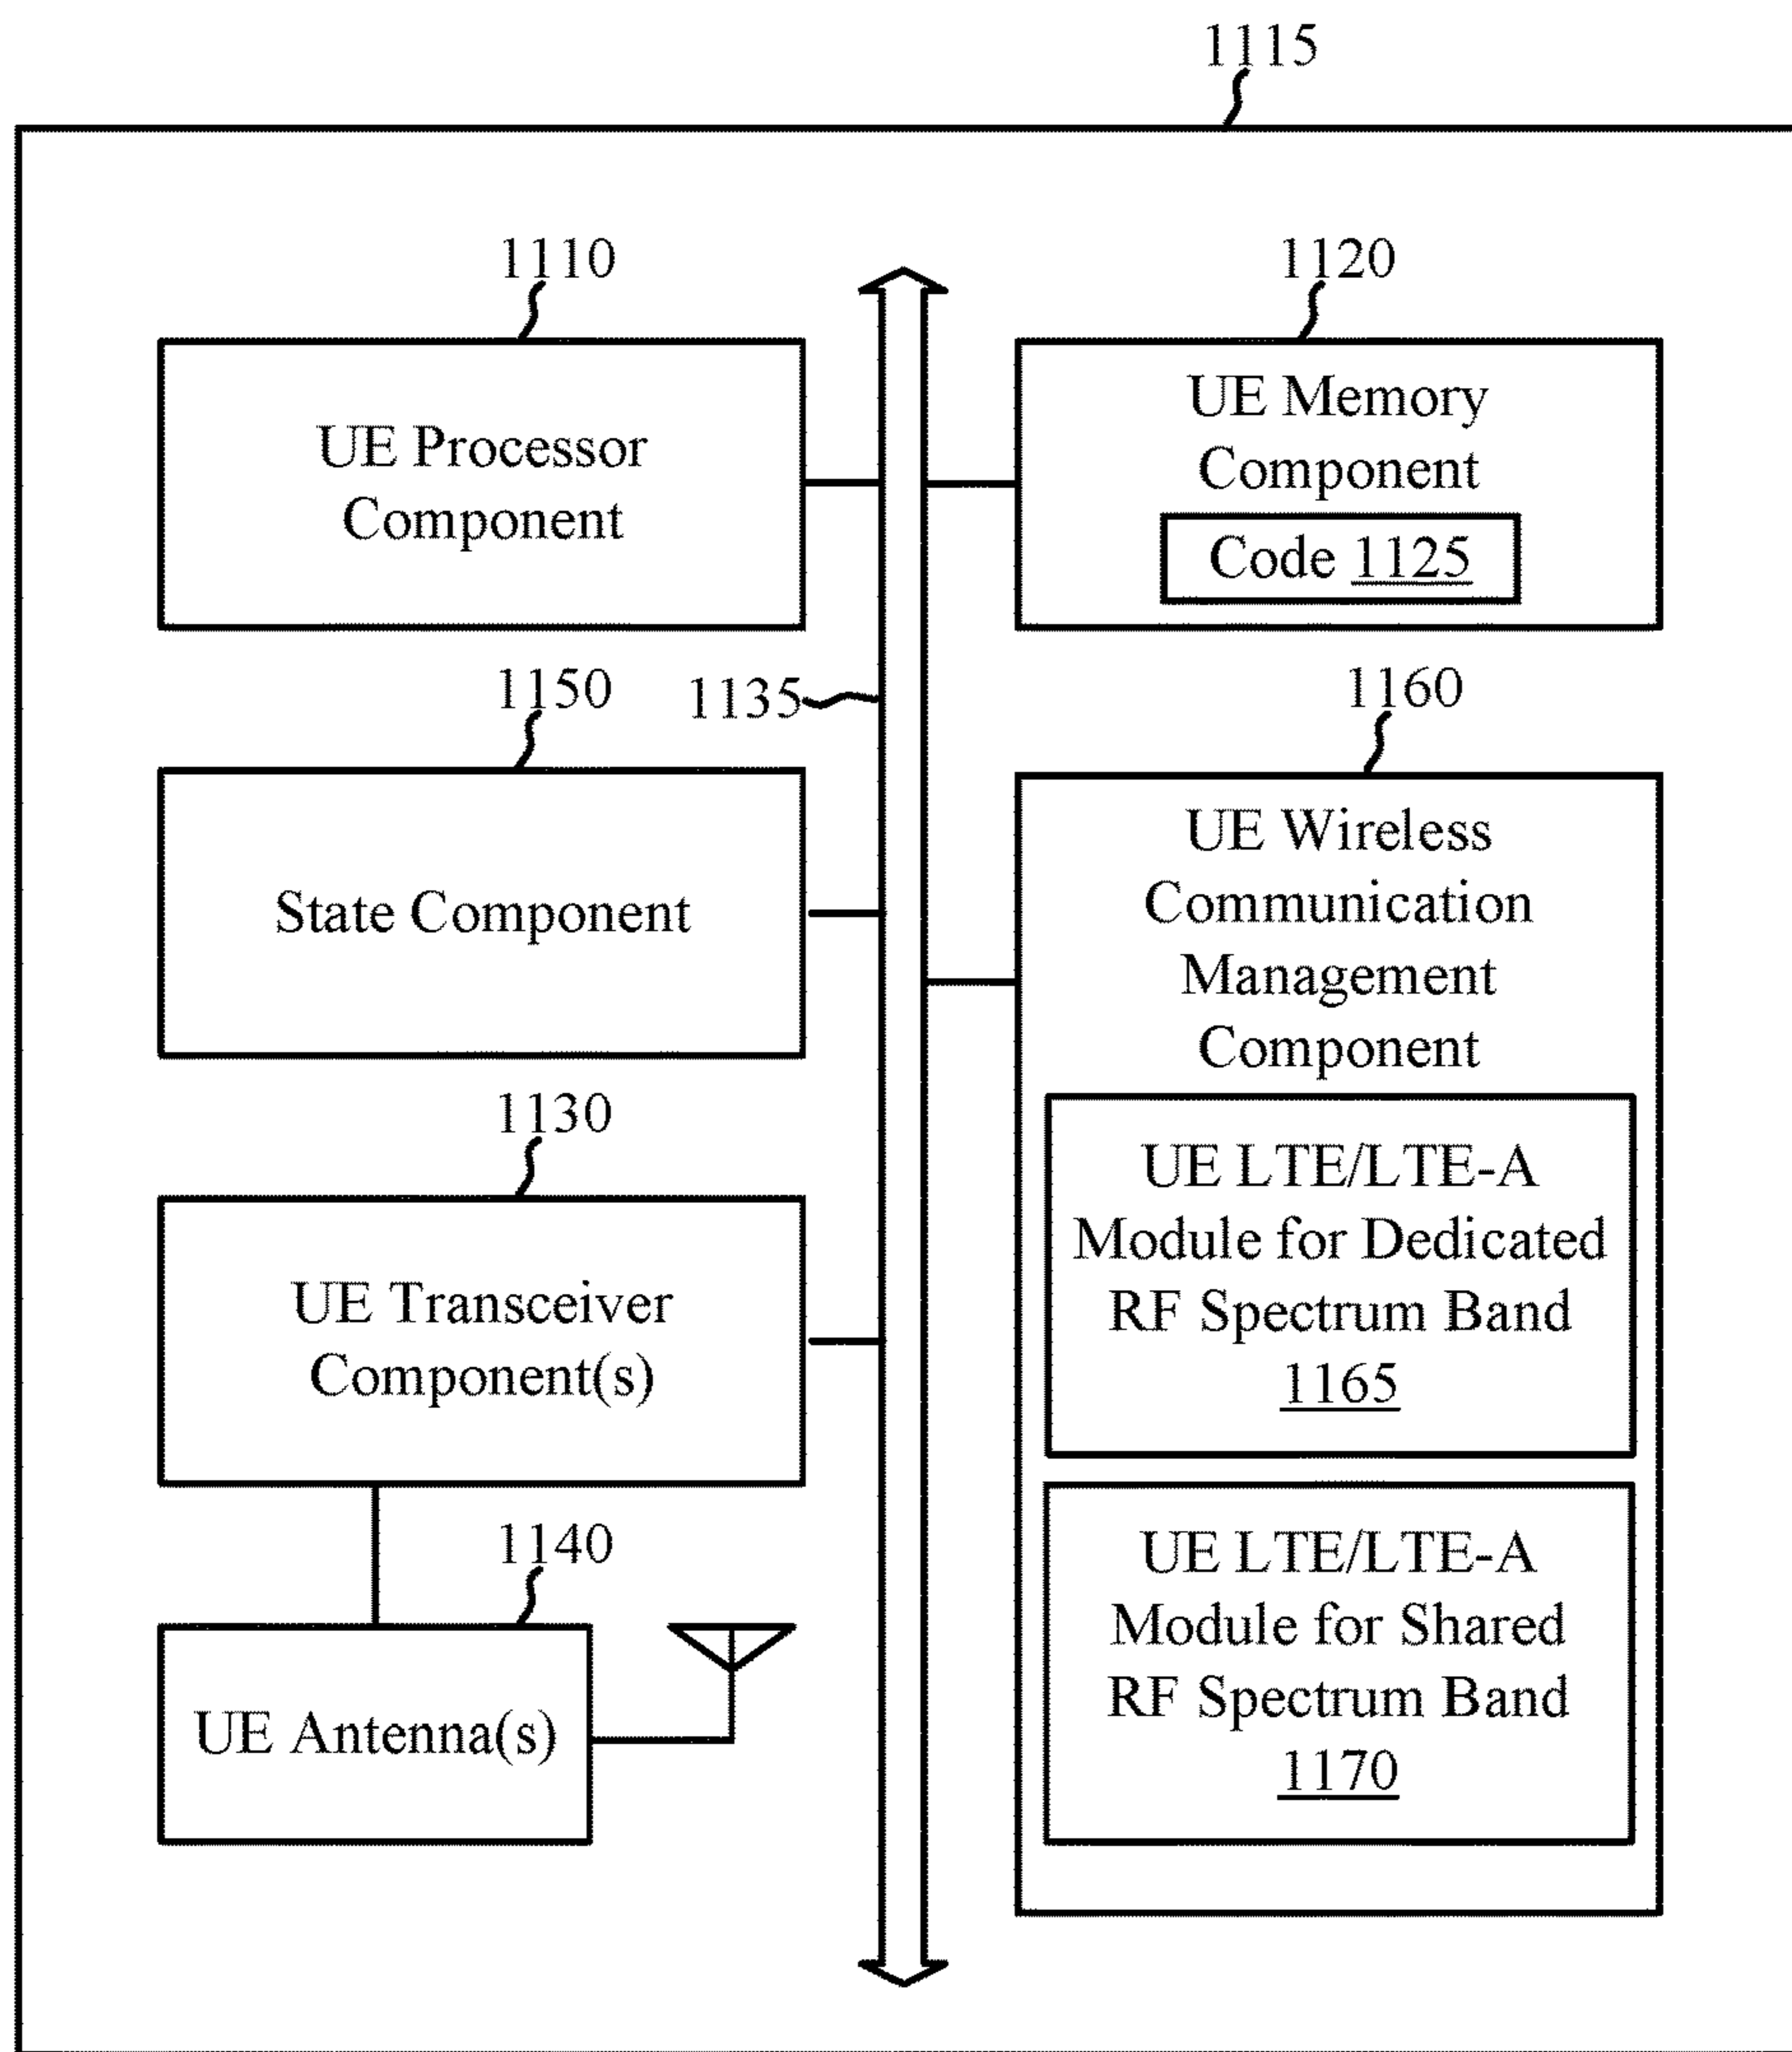 1115
1110
UE Processor
Component
1120
UE Memory
Component
Code 1125
1135
1150
State Component
1160
UE Wireless
Communication
Management
Component
UE LTE/LTE-A
Module for Dedicated
RF Spectrum Band
1165
UE LTE/LTE-A
Module for Shared
RF Spectrum Band
1170
1130
UE Transceiver
Component(s)
1140
UE Antenna(s)